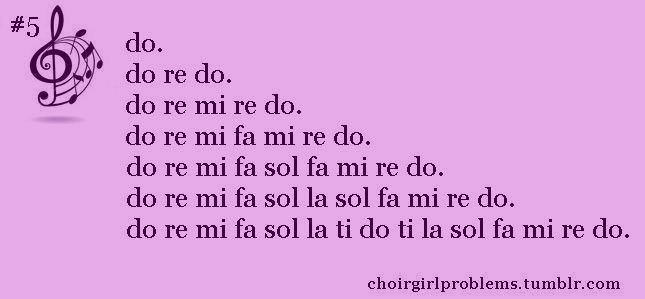 #5
do.
do re do.
do re mi re do.
do re mi fa mi re do.
do re mi fa sol fa mi re do.
do re mi fa sol la sol fa mi re do.
do re mi fa sol la ti do ti la sol fa mi re do.
choirgirlproblems.tumblr.com